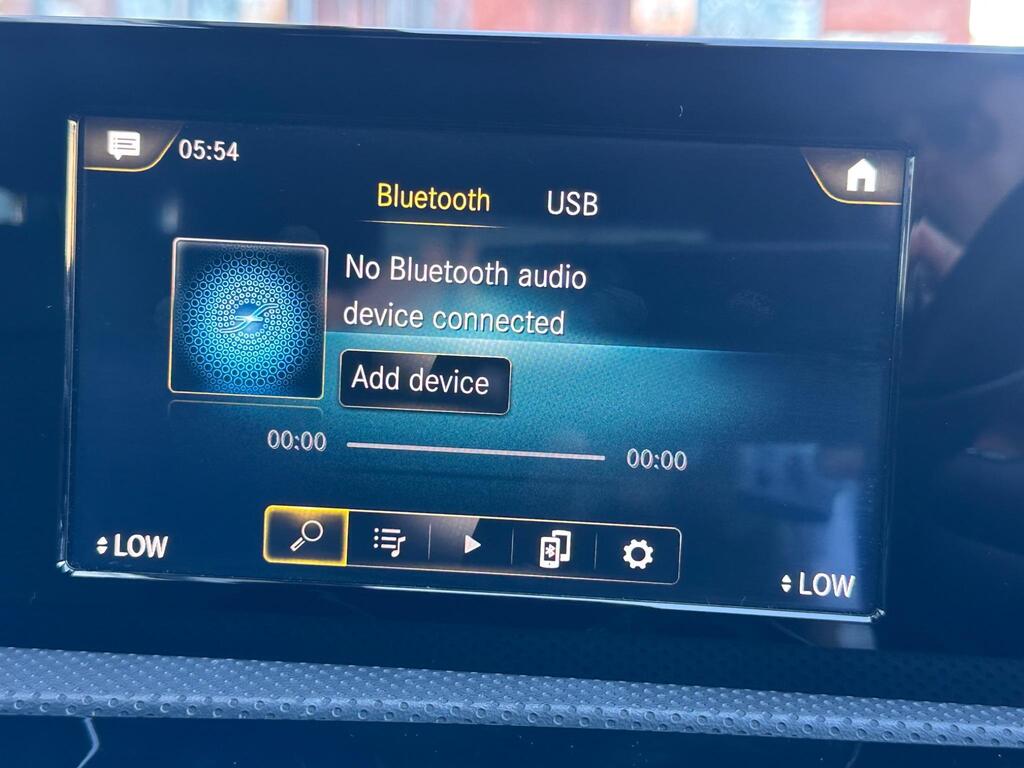 05:54
Bluetooth USB
No Bluetooth audio
device connected
Add device
00:00 00:00
LOW LOW